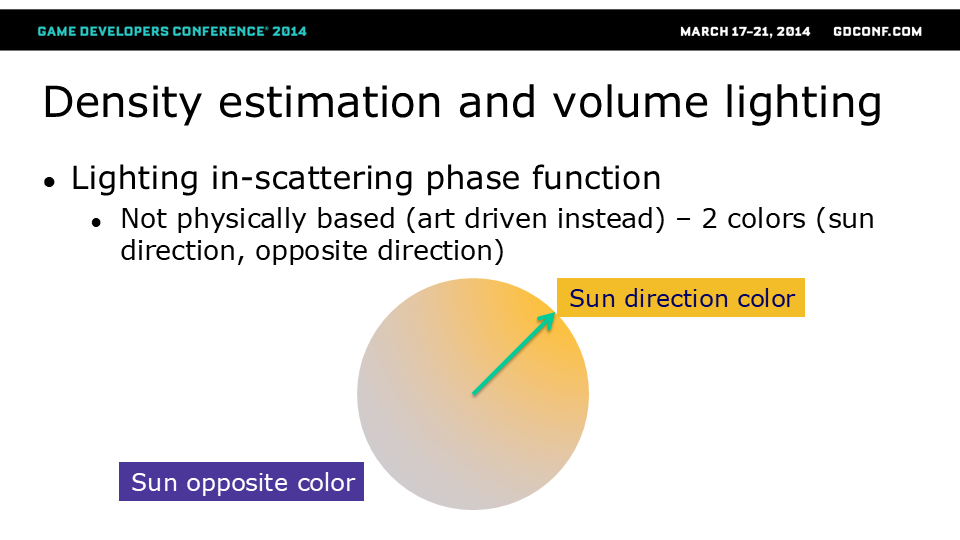 GAME DEVELOPERS CONFERENCE® 2014
MARCH 17–21, 2014 GDCONF.COM
Density estimation and volume lighting
• Lighting in-scattering phase function
• Not physically based (art driven instead) – 2 colors (sun
direction, opposite direction)
Sun direction color
Sun opposite color